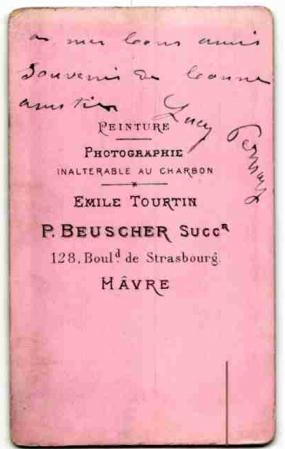 a mes bons amis
Souvenir de bonne
amitié Lucy
PEINTURE
PHOTOGRAPHIE
INALTERABLE AU CHARBON
EMILE TOURTIN
P. BEUSCHER SUCCR
128, Bould. de Strasbourg.
HÂVRE